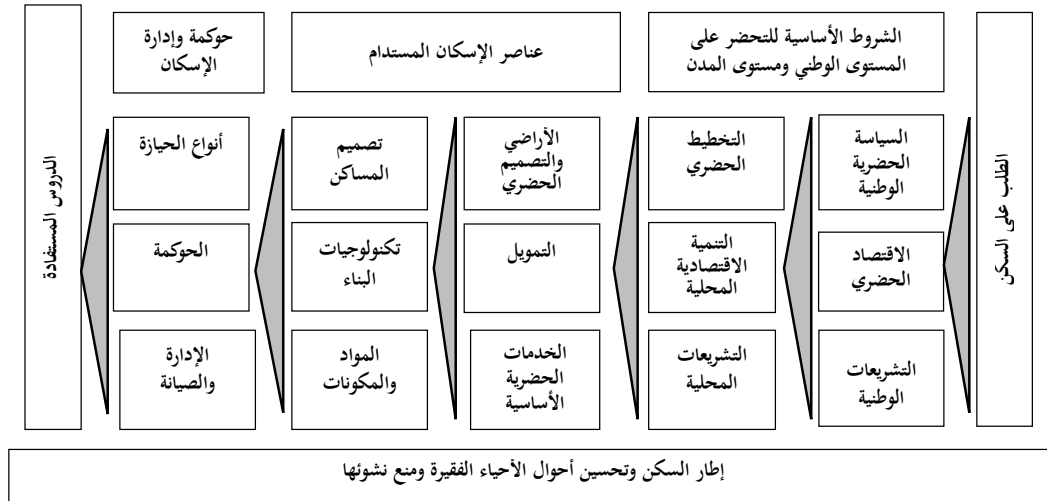 الطلب على السكن
الشروط الأساسية للتحضر على
المستوى الوطني ومستوى المدن
السياسة
الحضرية
الوطنية
الاقتصاد
الحضري
التشريعات
الوطنية
التخطيط
الحضري
التنمية
الاقتصادية
المحلية
التشريعات
المحلية
عناصر الإسكان المستدام
الأراضي
والتصميم
الحضري
التمويل
الخدمات
الحضرية
الأساسية
تصميم
المساكن
تكنولوجيات
البناء
المواد
والمكونات
حوكمة وإدارة
الإسكان
أنواع الحيازة
الحوكمة
الإدارة
والصيانة
الدروس المستفادة
إطار السكن وتحسين أحوال الأحياء الفقيرة ومنع نشوئها